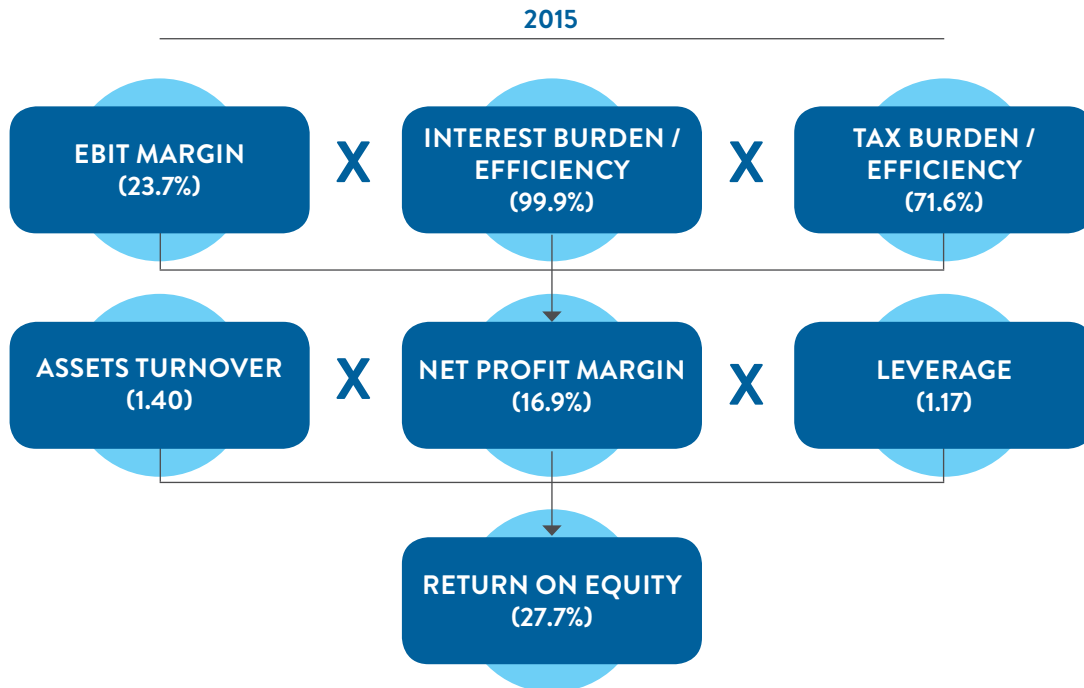 2015
EBIT MARGIN
(23.7%)
X
INTEREST BURDEN /
EFFICIENCY
(99.9%)
X
TAX BURDEN /
EFFICIENCY
(71.6%)
ASSETS TURNOVER
(1.40)
X
NET PROFIT MARGIN
(16.9%)
X
LEVERAGE
(1.17)
RETURN ON EQUITY
(27.7%)